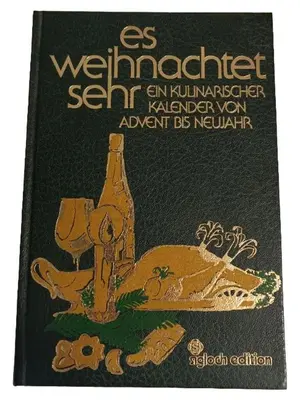 es
weihnachtet
sehr
EIN KULINARISCHER
KALENDER VON
ADVENT BIS NEUJAHR
sigloch edition